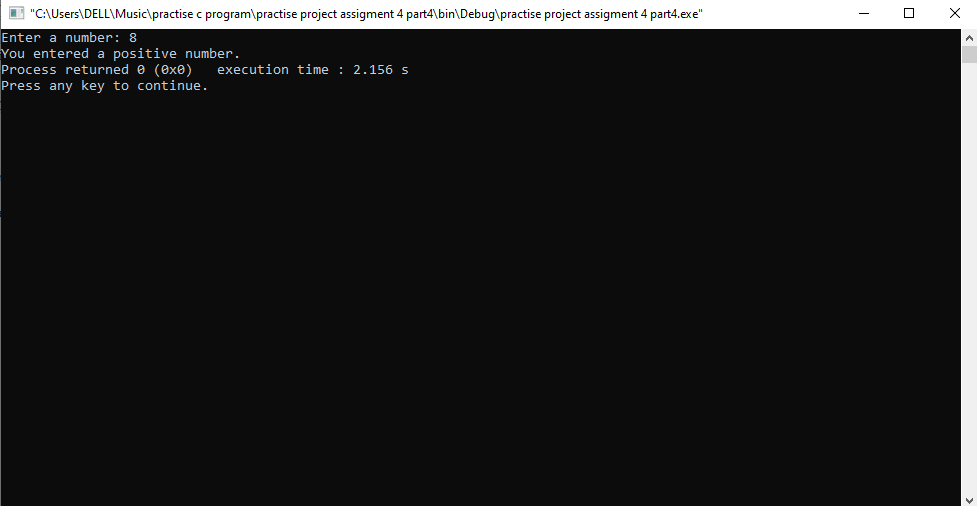 "C:\Users\DELL\Music\practise c program\practise project assigment 4 part4\bin\Debug\practise project assigment 4 part4.exe"
Enter a number: 8
You entered a positive number.
Process returned 0 (0x0)   execution time : 2.156 s
Press any key to continue.